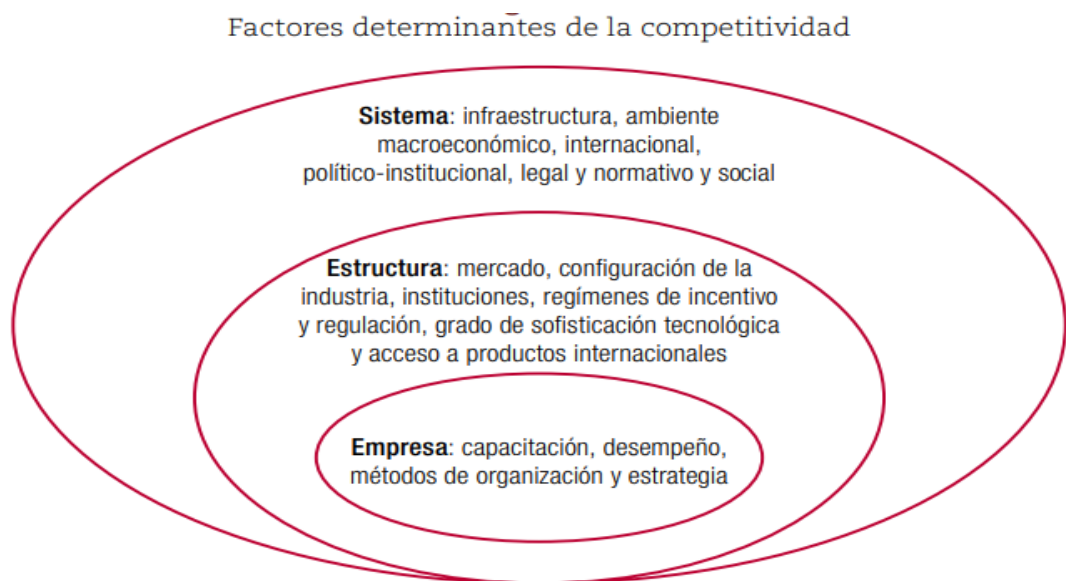 Factores determinantes de la competitividad
Sistema: infraestructura, ambiente
macroeconómico, internacional,
político-institucional, legal y normativo y social
Estructura: mercado, configuración de la
industria, instituciones, regímenes de incentivo
y regulación, grado de sofisticación tecnológica
y acceso a productos internacionales
Empresa: capacitación, desempeño,
métodos de organización y estrategia